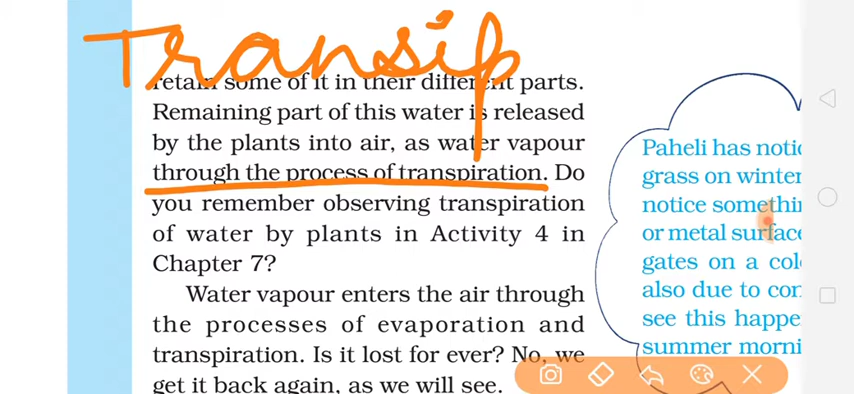 Transip
retain some of it in their different parts.
Remaining part of this water is released
by the plants into air, as water vapour
through the process of transpiration. Do
you remember observing transpiration
of water by plants in Activity 4 in
Chapter 7?
Water vapour enters the air through
the processes of evaporation and
transpiration. Is it lost for ever? No, we
get it back again, as we will see.
Paheli has notic
grass on winter
notice somethin
or metal surface
gates on a col
also due to con
see this happe
summer morni